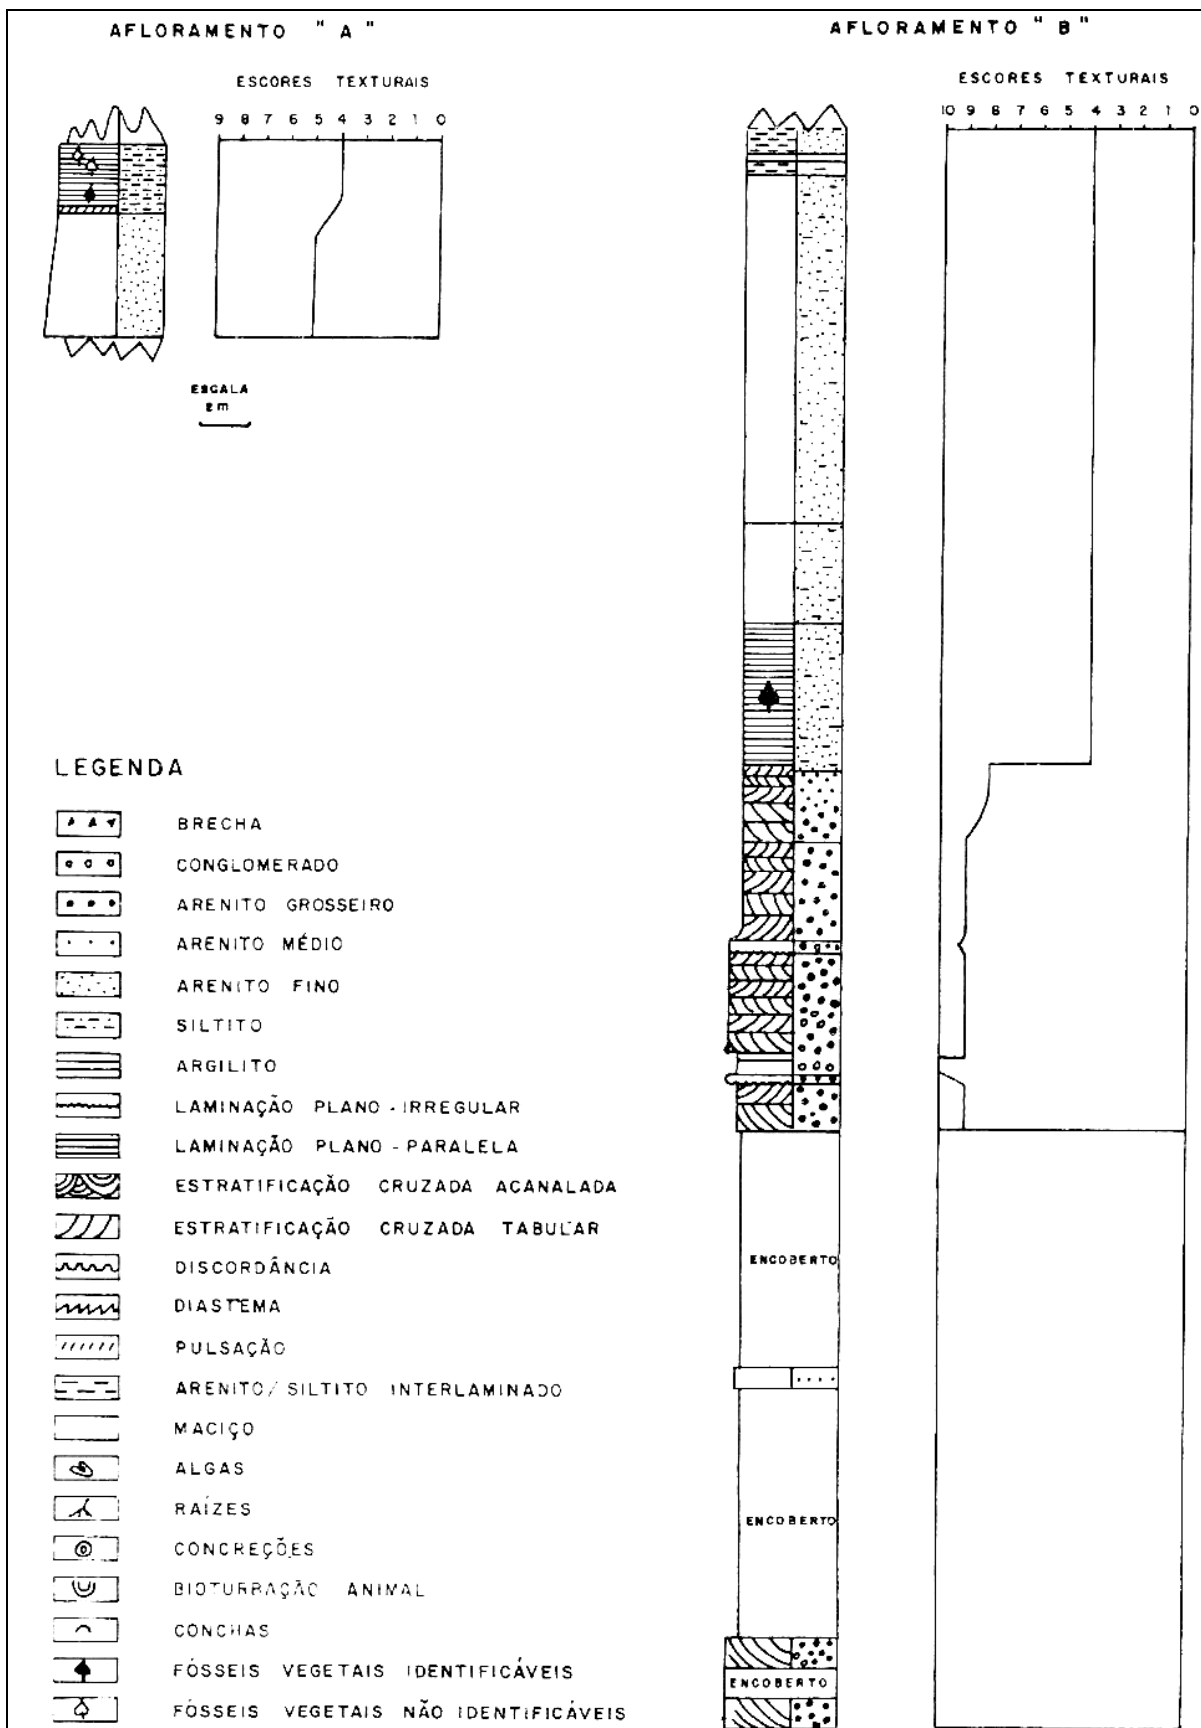 AFLORAMENTO "A"
ESCORES TEXTURAIS
9 8 7 6 5 4 3 2 1 0
ESCALA
2 m
AFLORAMENTO "B"
ESCORES TEXTURAIS
10 9 8 7 6 5 4 3 2 1 0
ENCOBERTO
ENCOBERTO
ENCOBERTO
LEGENDA
BRECHA
CONGLOMERADO
ARENITO GROSSEIRO
ARENITO MÉDIO
ARENITO FINO
SILTITO
ARGILITO
LAMINAÇÃO PLANO-IRREGULAR
LAMINAÇÃO PLANO-PARALELA
ESTRATIFICAÇÃO CRUZADA ACANALADA
ESTRATIFICAÇÃO CRUZADA TABULAR
DISCORDÂNCIA
DIASTEMA
PULSAÇÃO
ARENITO/SILTITO INTERLAMINADO
MACIÇO
ALGAS
RAÍZES
CONCREÇÕES
BIOTURBAÇÃO ANIMAL
CONCHAS
FÓSSEIS VEGETAIS IDENTIFICÁVEIS
FÓSSEIS VEGETAIS NÃO IDENTIFICÁVEIS